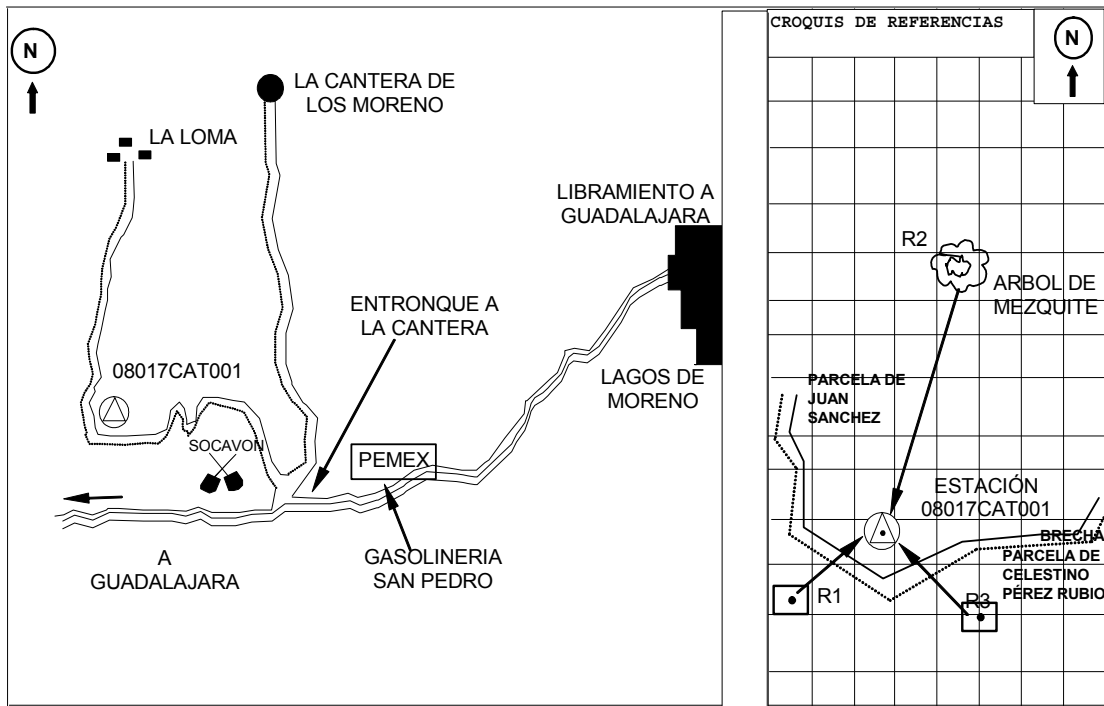 N
LA CANTERA DE
LOS MORENO
LA LOMA
LIBRAMIENTO A
GUADALAJARA
ENTRONQUE A
LA CANTERA
08017CAT001
LAGOS DE
MORENO
SOCAVON
PEMEX
A
GUADALAJARA
GASOLINERIA
SAN PEDRO
CROQUIS DE REFERENCIAS
N
R2
ARBOL DE
MEZQUITE
PARCELA DE
JUAN
SANCHEZ
ESTACIÓN
08017CAT001
BRECHA
PARCELA DE
CELESTINO
PÉREZ RUBIO
R1
R3